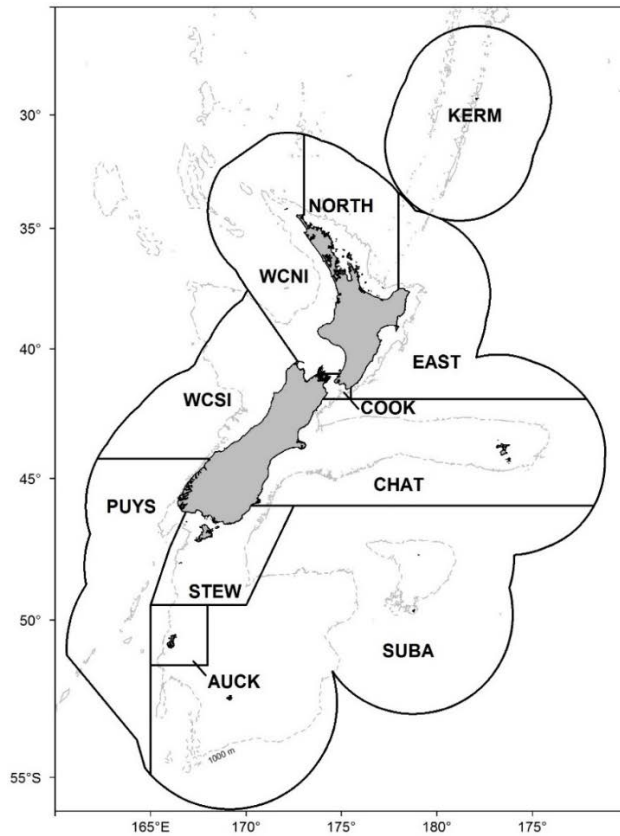 30°
KERM
NORTH
35°
WCNI
40°
EAST
WCSI
COOK
45°
CHAT
PUYS
STEW
50°
SUBA
AUCK
1000 m
55°S
165°E
170°
175°
180°
175°